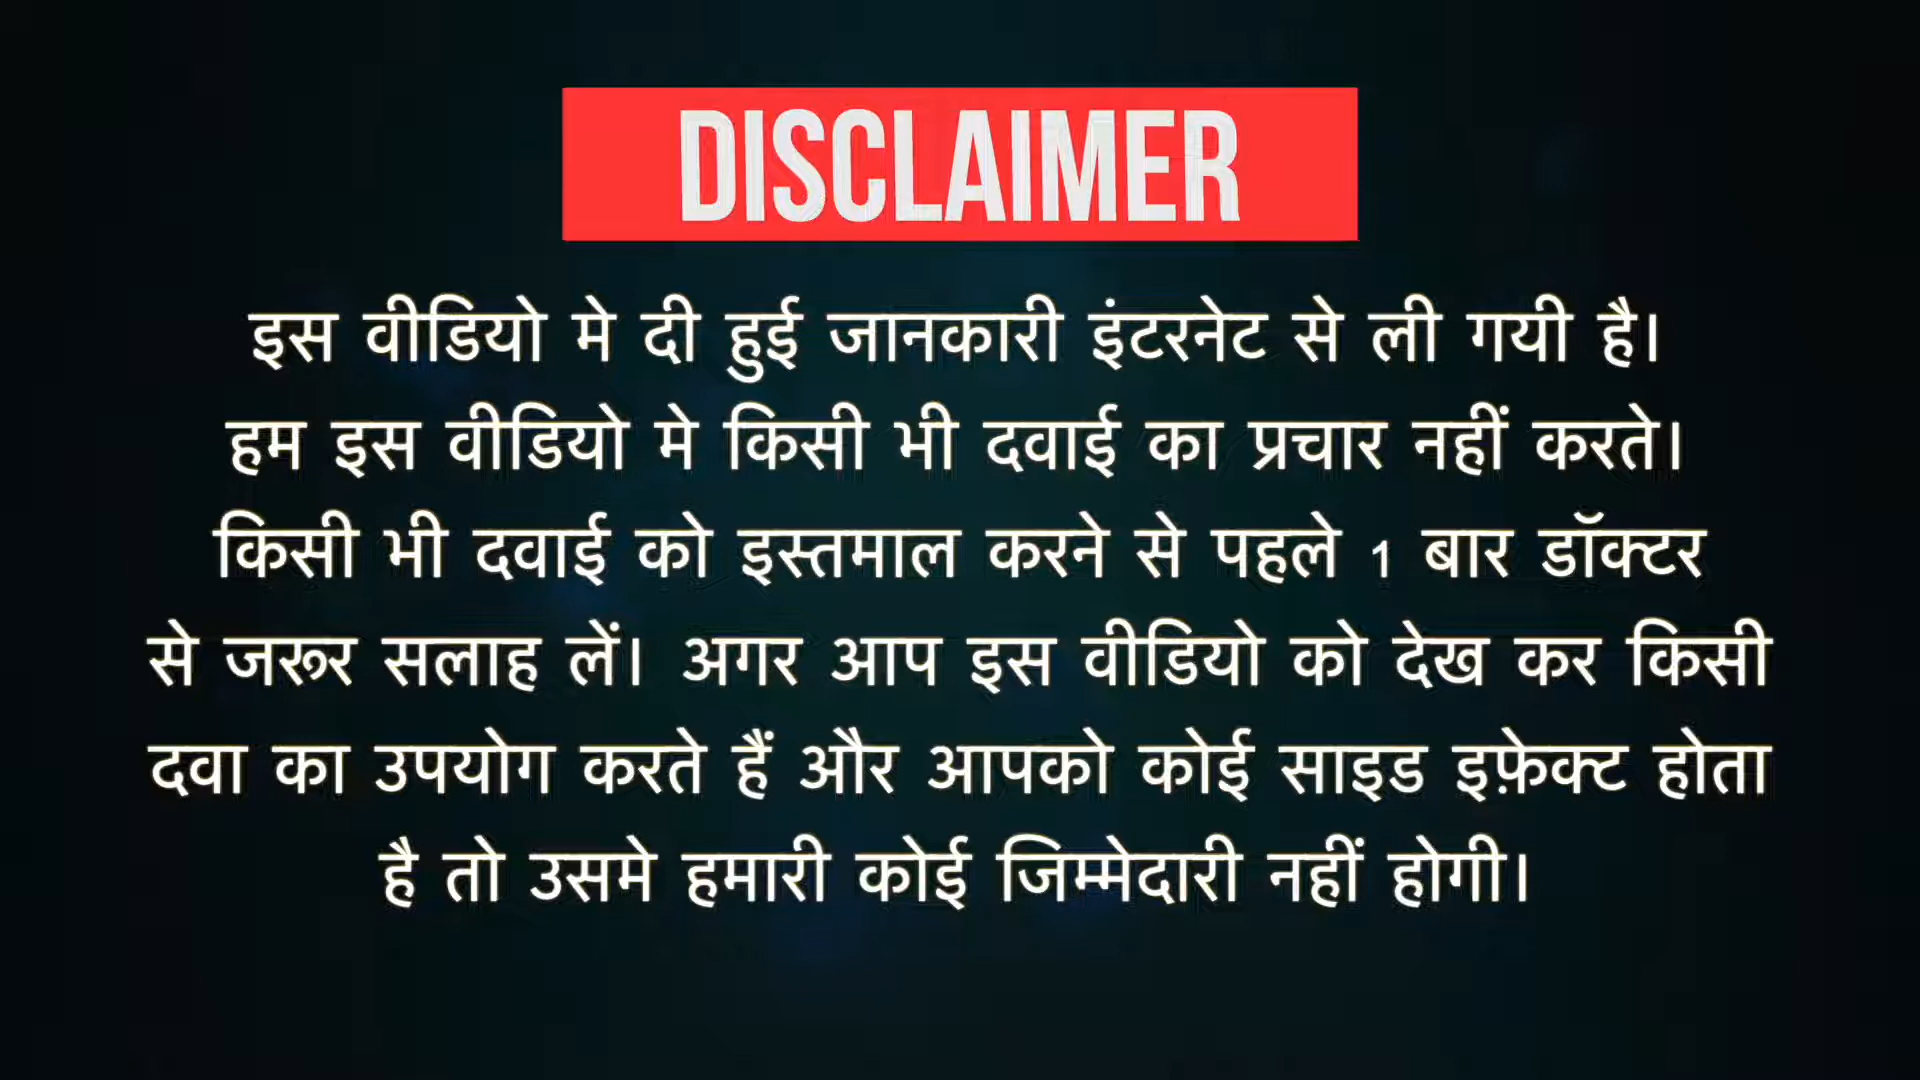 DISCLAIMER
इस वीडियो मे दी हुई जानकारी इंटरनेट से ली गयी है।
हम इस वीडियो मे किसी भी दवाई का प्रचार नहीं करते।
किसी भी दवाई को इस्तमाल करने से पहले 1 बार डॉक्टर
से जरूर सलाह लें। अगर आप इस वीडियो को देख कर किसी
दवा का उपयोग करते हैं और आपको कोई साइड इफ़ेक्ट होता
है तो उसमे हमारी कोई जिम्मेदारी नहीं होगी।